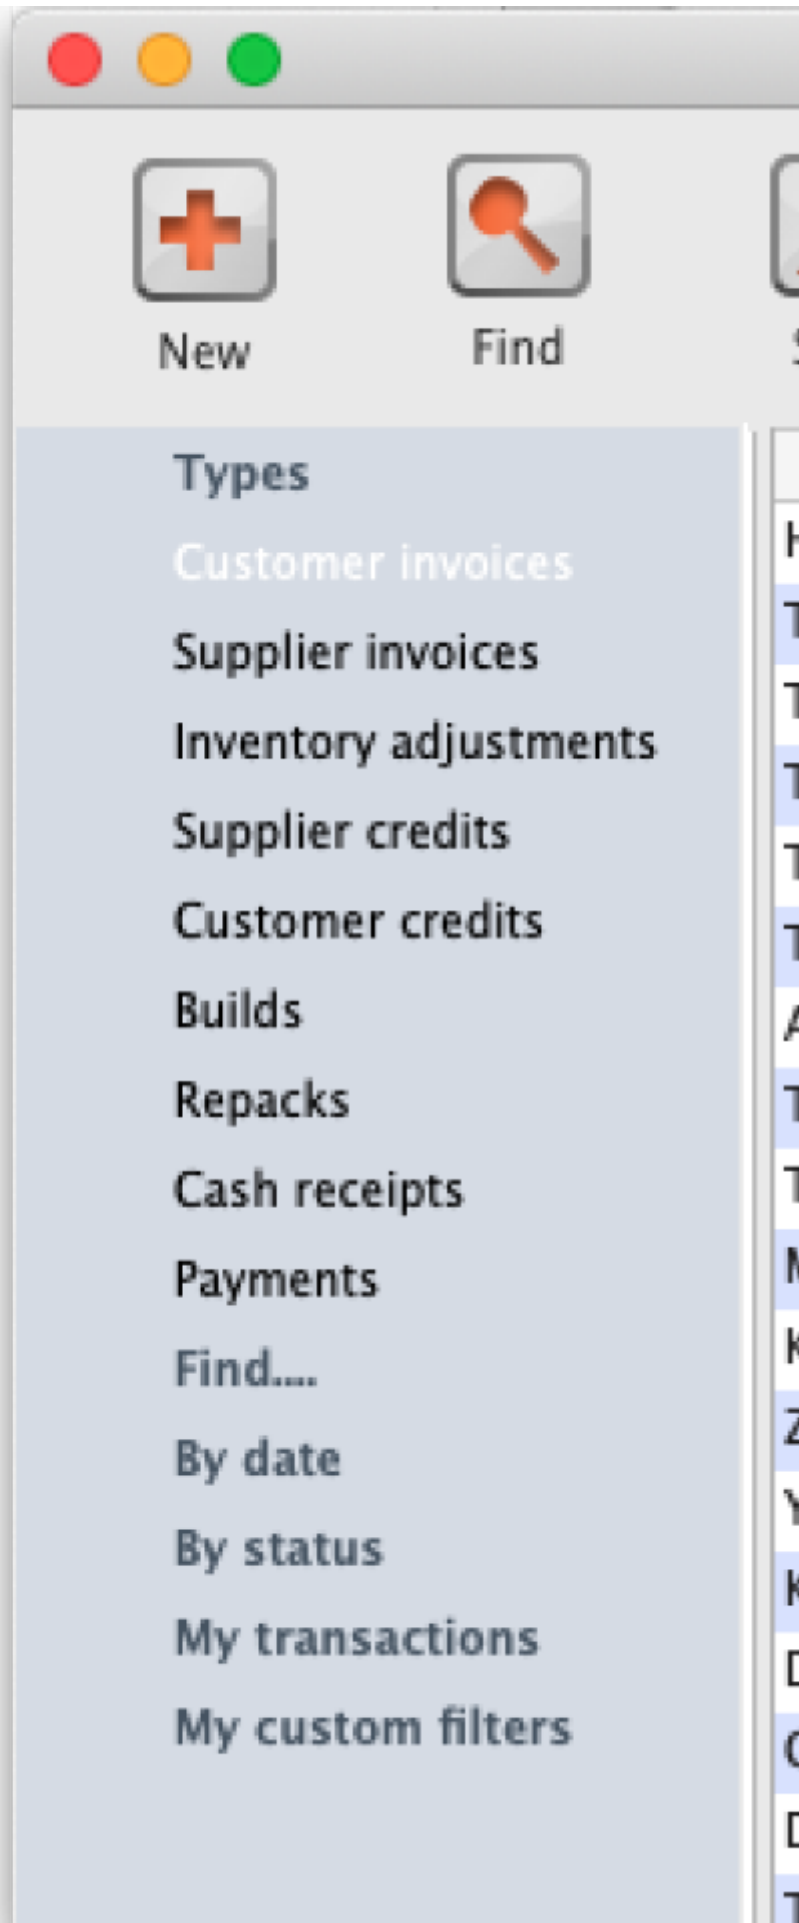 New
Find
Types
Customer invoices
Supplier invoices
Inventory adjustments
Supplier credits
Customer credits
Builds
Repacks
Cash receipts
Payments
Find....
By date
By status
My transactions
My custom filters